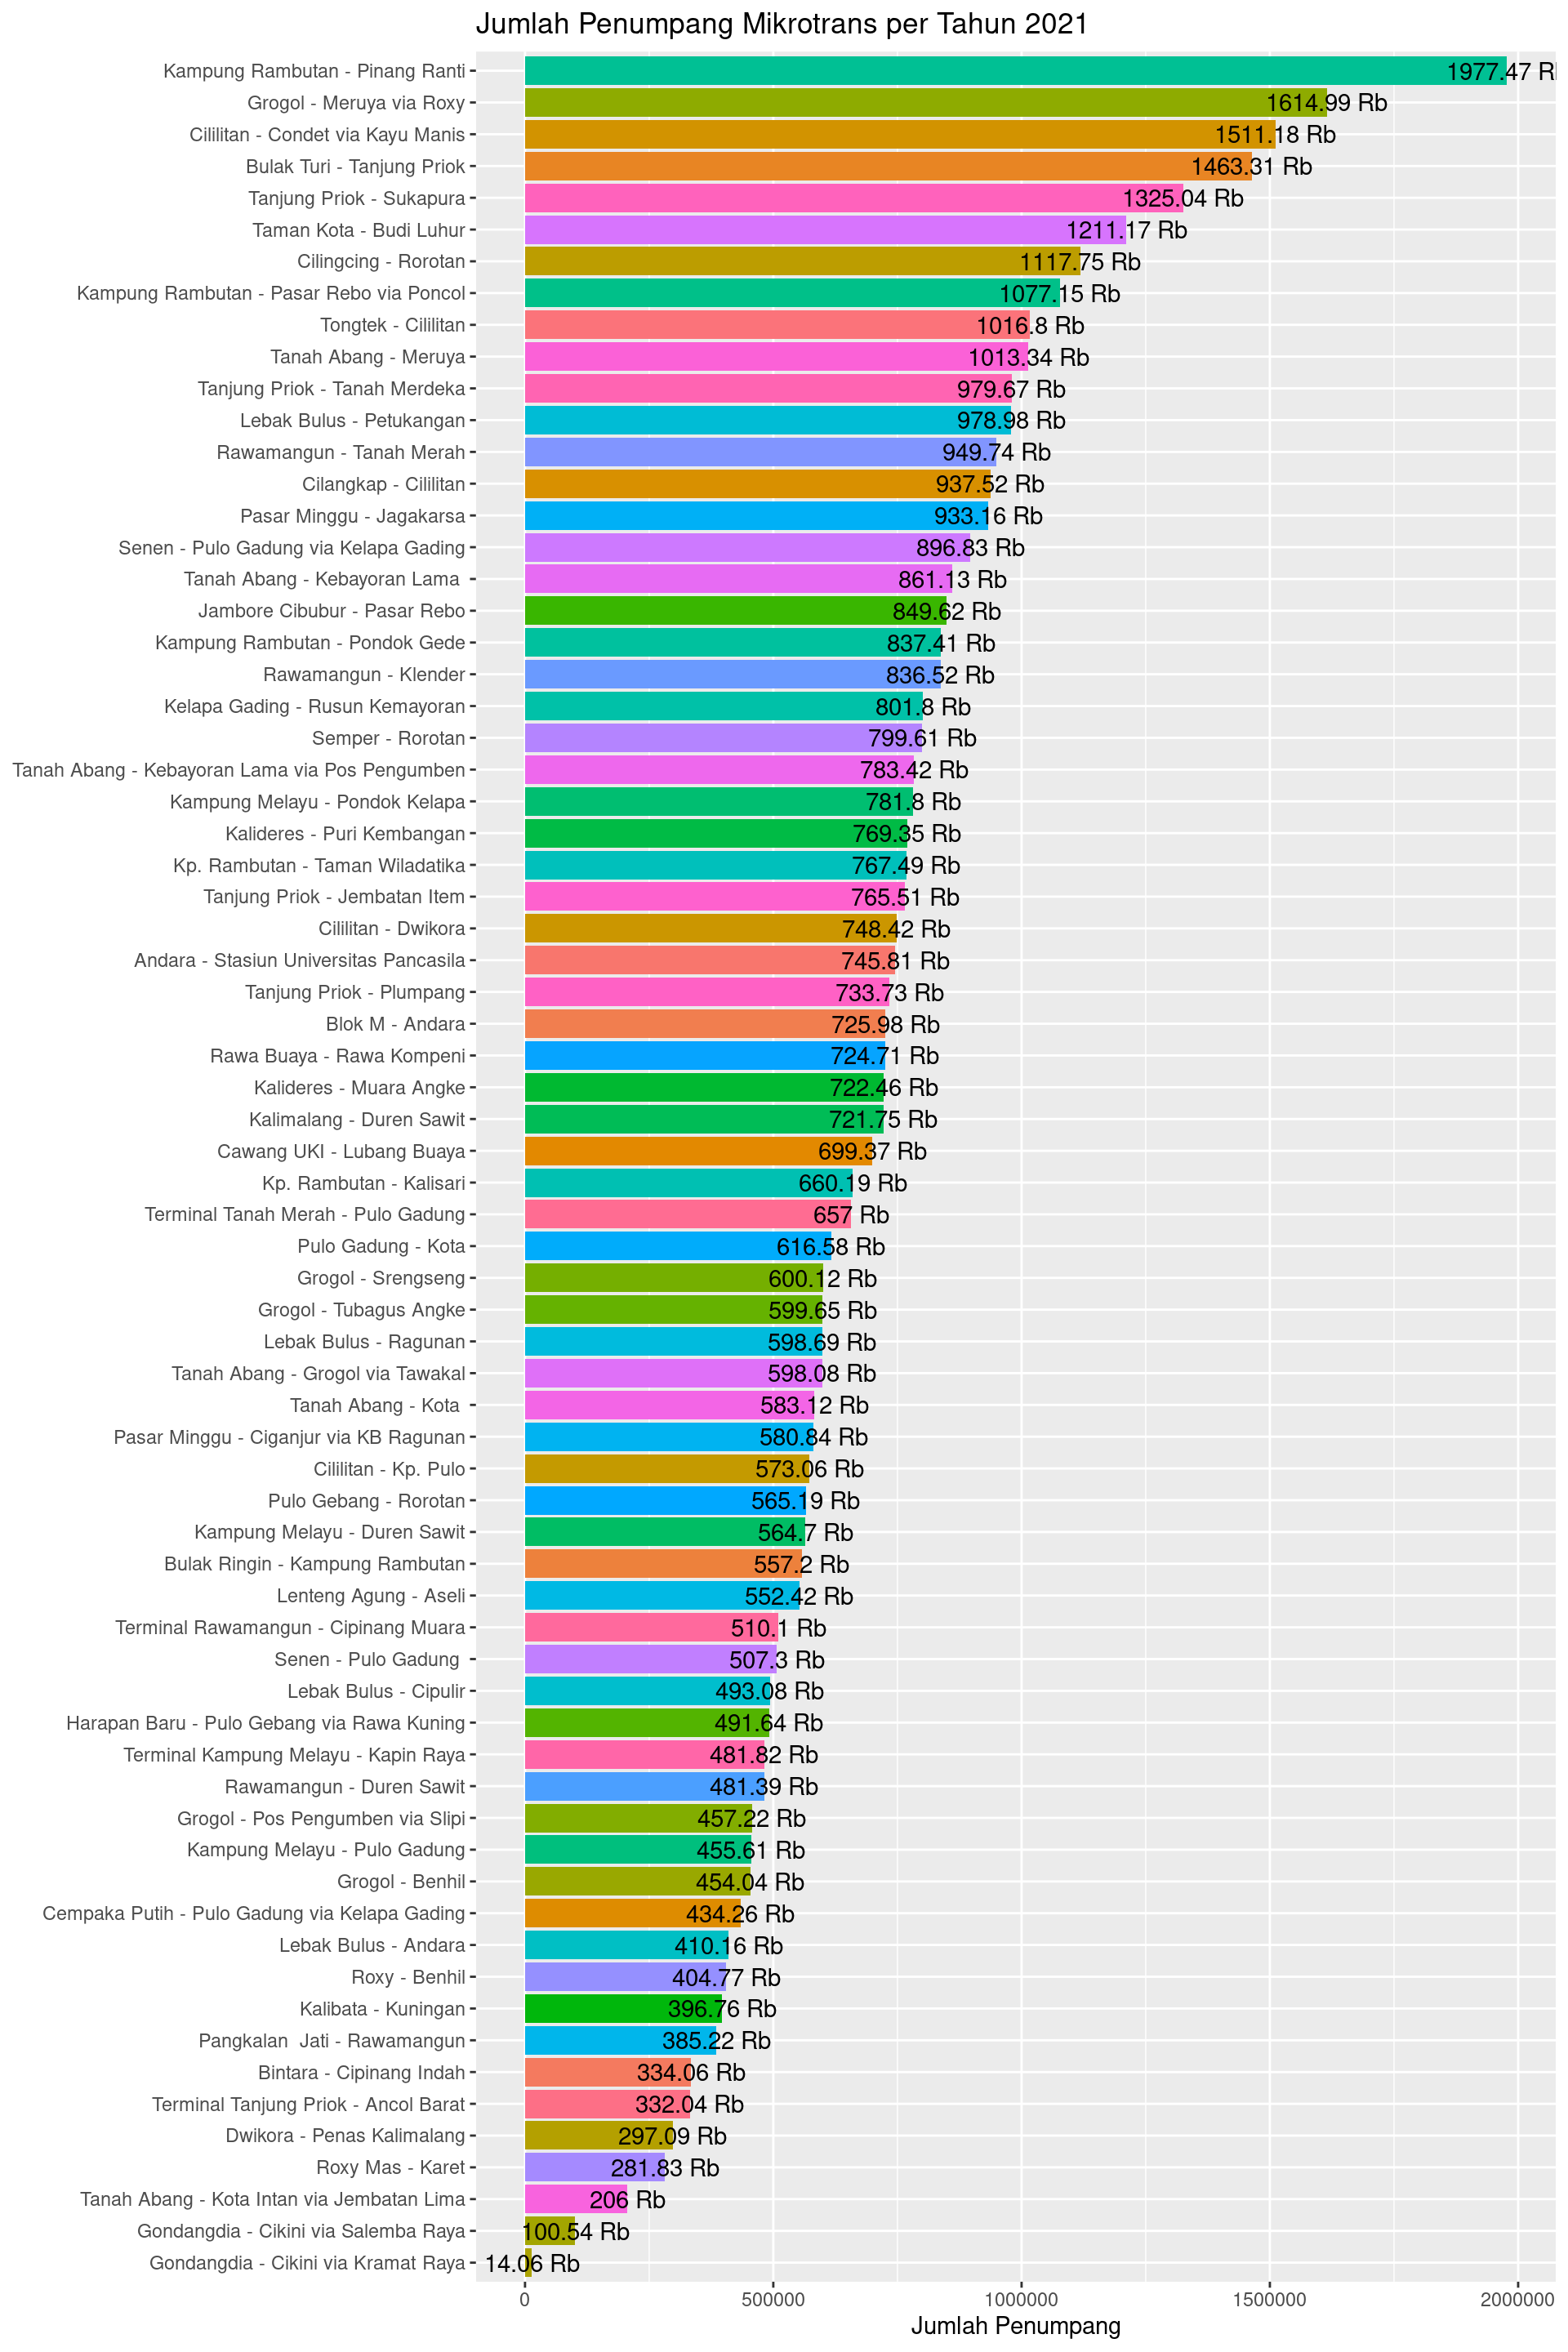 Jumlah Penumpang Mikrotrans per Tahun 2021
Kampung Rambutan - Pinang Ranti 1977.47 R
Grogol - Meruya via Roxy 1614.99 Rb
Cililitan - Condet via Kayu Manis 1511.18 Rb
Bulak Turi - Tanjung Priok 1463.31 Rb
Tanjung Priok - Sukapura 1325.04 Rb
Taman Kota - Budi Luhur 1211.17 Rb
Cilingcing - Rorotan 1117.75 Rb
Kampung Rambutan - Pasar Rebo via Poncol 1077.15 Rb
Tongtek - Cililitan 1016.8 Rb
Tanah Abang - Meruya 1013.34 Rb
Tanjung Priok - Tanah Merdeka 979.67 Rb
Lebak Bulus - Petukangan 978.98 Rb
Rawamangun - Tanah Merah 949.74 Rb
Cilangkap - Cililitan 937.52 Rb
Pasar Minggu - Jagakarsa 933.16 Rb
Senen - Pulo Gadung via Kelapa Gading 896.83 Rb
Tanah Abang - Kebayoran Lama 861.13 Rb
Jambore Cibubur - Pasar Rebo 849.62 Rb
Kampung Rambutan - Pondok Gede 837.41 Rb
Rawamangun - Klender 836.52 Rb
Kelapa Gading - Rusun Kemayoran 801.8 Rb
Semper - Rorotan 799.61 Rb
Tanah Abang - Kebayoran Lama via Pos Pengumben 783.42 Rb
Kampung Melayu - Pondok Kelapa 781.8 Rb
Kalideres - Puri Kembangan 769.35 Rb
Kp. Rambutan - Taman Wiladatika 767.49 Rb
Tanjung Priok - Jembatan Item 765.51 Rb
Cililitan - Dwikora 748.42 Rb
Andara - Stasiun Universitas Pancasila 745.81 Rb
Tanjung Priok - Plumpang 733.73 Rb
Blok M - Andara 725.98 Rb
Rawa Buaya - Rawa Kompeni 724.71 Rb
Kalideres - Muara Angke 722.46 Rb
Kalimalang - Duren Sawit 721.75 Rb
Cawang UKI - Lubang Buaya 699.37 Rb
Kp. Rambutan - Kalisari 660.19 Rb
Terminal Tanah Merah - Pulo Gadung 657 Rb
Pulo Gadung - Kota 616.58 Rb
Grogol - Srengseng 600.12 Rb
Grogol - Tubagus Angke 599.65 Rb
Lebak Bulus - Ragunan 598.69 Rb
Tanah Abang - Grogol via Tawakal 598.08 Rb
Tanah Abang - Kota 583.12 Rb
Pasar Minggu - Ciganjur via KB Ragunan 580.84 Rb
Cililitan - Kp. Pulo 573.06 Rb
Pulo Gebang - Rorotan 565.19 Rb
Kampung Melayu - Duren Sawit 564.7 Rb
Bulak Ringin - Kampung Rambutan 557.2 Rb
Lenteng Agung - Aseli 552.42 Rb
Terminal Rawamangun - Cipinang Muara 510.1 Rb
Senen - Pulo Gadung 507.3 Rb
Lebak Bulus - Cipulir 493.08 Rb
Harapan Baru - Pulo Gebang via Rawa Kuning 491.64 Rb
Terminal Kampung Melayu - Kapin Raya 481.82 Rb
Rawamangun - Duren Sawit 481.39 Rb
Grogol - Pos Pengumben via Slipi 457.22 Rb
Kampung Melayu - Pulo Gadung 455.61 Rb
Grogol - Benhil 454.04 Rb
Cempaka Putih - Pulo Gadung via Kelapa Gading 434.26 Rb
Lebak Bulus - Andara 410.16 Rb
Roxy - Benhil 404.77 Rb
Kalibata - Kuningan 396.76 Rb
Pangkalan  Jati - Rawamangun 385.22 Rb
Bintara - Cipinang Indah 334.06 Rb
Terminal Tanjung Priok - Ancol Barat 332.04 Rb
Dwikora - Penas Kalimalang 297.09 Rb
Roxy Mas - Karet 281.83 Rb
Tanah Abang - Kota Intan via Jembatan Lima 206 Rb
Gondangdia - Cikini via Salemba Raya 100.54 Rb
Gondangdia - Cikini via Kramat Raya 14.06 Rb
0 500000 1000000 1500000 2000000
Jumlah Penumpang